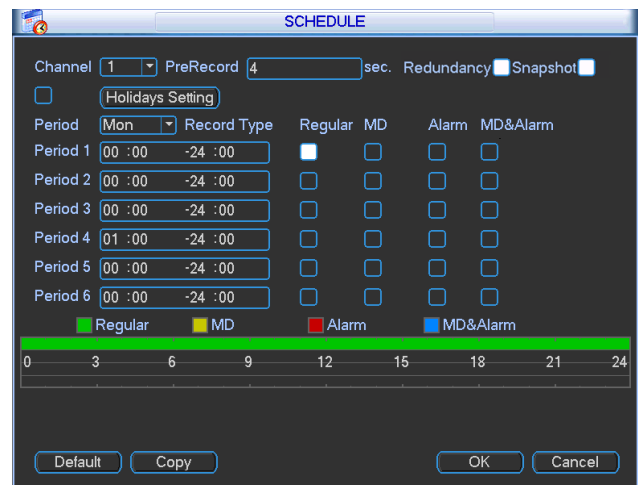 SCHEDULE
Channel 1 PreRecord 4 sec. Redundancy Snapshot
Holidays Setting
Period Mon Record Type Regular MD Alarm MD&Alarm
Period 1 00 :00 -24 :00
Period 2 00 :00 -24 :00
Period 3 00 :00 -24 :00
Period 4 01 :00 -24 :00
Period 5 00 :00 -24 :00
Period 6 00 :00 -24 :00
Regular MD Alarm MD&Alarm
0 3 6 9 12 15 18 21 24
Default Copy OK Cancel